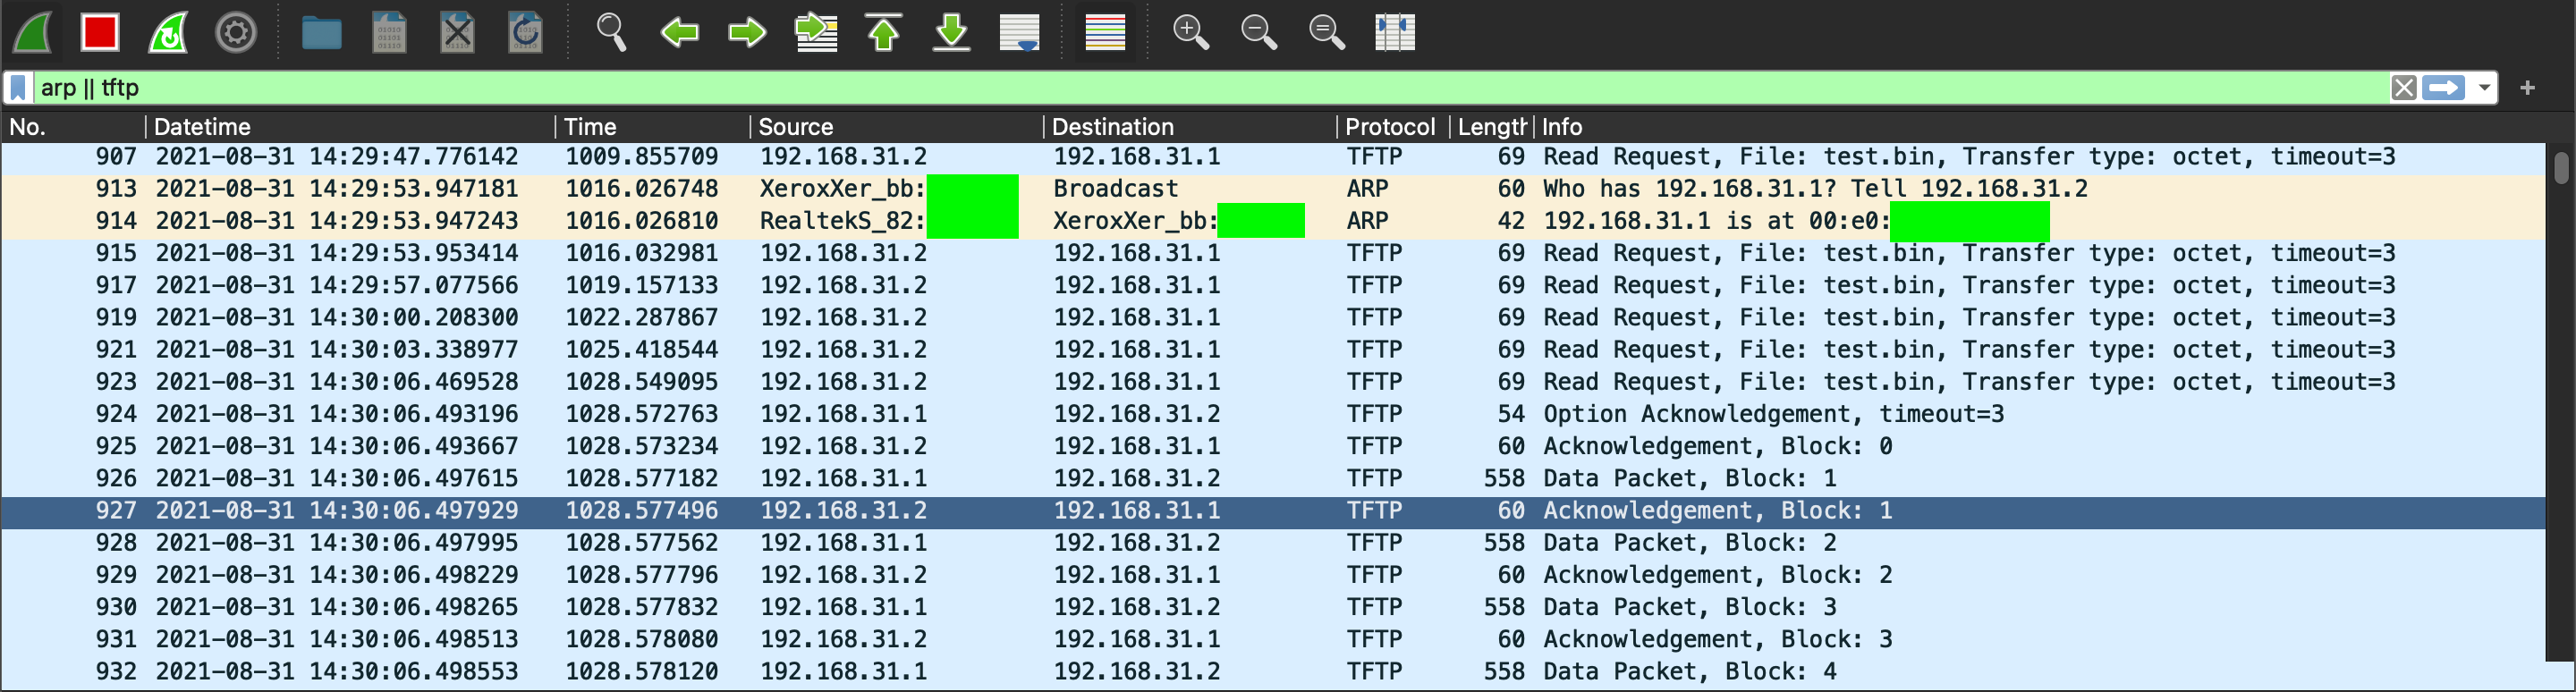 arp || tftp
No. Datetime Time Source Destination Protocol Length Info
907 2021-08-31 14:29:47.776142 1009.855709 192.168.31.2 192.168.31.1 TFTP 69 Read Request, File: test.bin, Transfer type: octet, timeout=3
913 2021-08-31 14:29:53.947181 1016.026748 XeroxXer_bb: Broadcast ARP 60 Who has 192.168.31.1? Tell 192.168.31.2
914 2021-08-31 14:29:53.947243 1016.026810 RealtekS_82: XeroxXer_bb: ARP 42 192.168.31.1 is at 00:e0:
915 2021-08-31 14:29:53.953414 1016.032981 192.168.31.2 192.168.31.1 TFTP 69 Read Request, File: test.bin, Transfer type: octet, timeout=3
917 2021-08-31 14:29:57.077566 1019.157133 192.168.31.2 192.168.31.1 TFTP 69 Read Request, File: test.bin, Transfer type: octet, timeout=3
919 2021-08-31 14:30:00.208300 1022.287867 192.168.31.2 192.168.31.1 TFTP 69 Read Request, File: test.bin, Transfer type: octet, timeout=3
921 2021-08-31 14:30:03.338977 1025.418544 192.168.31.2 192.168.31.1 TFTP 69 Read Request, File: test.bin, Transfer type: octet, timeout=3
923 2021-08-31 14:30:06.469528 1028.549095 192.168.31.2 192.168.31.1 TFTP 69 Read Request, File: test.bin, Transfer type: octet, timeout=3
924 2021-08-31 14:30:06.493196 1028.572763 192.168.31.1 192.168.31.2 TFTP 54 Option Acknowledgement, timeout=3
925 2021-08-31 14:30:06.493667 1028.573234 192.168.31.2 192.168.31.1 TFTP 60 Acknowledgement, Block: 0
926 2021-08-31 14:30:06.497615 1028.577182 192.168.31.1 192.168.31.2 TFTP 558 Data Packet, Block: 1
927 2021-08-31 14:30:06.497929 1028.577496 192.168.31.2 192.168.31.1 TFTP 60 Acknowledgement, Block: 1
928 2021-08-31 14:30:06.497995 1028.577562 192.168.31.1 192.168.31.2 TFTP 558 Data Packet, Block: 2
929 2021-08-31 14:30:06.498229 1028.577796 192.168.31.2 192.168.31.1 TFTP 60 Acknowledgement, Block: 2
930 2021-08-31 14:30:06.498265 1028.577832 192.168.31.1 192.168.31.2 TFTP 558 Data Packet, Block: 3
931 2021-08-31 14:30:06.498513 1028.578080 192.168.31.2 192.168.31.1 TFTP 60 Acknowledgement, Block: 3
932 2021-08-31 14:30:06.498553 1028.578120 192.168.31.1 192.168.31.2 TFTP 558 Data Packet, Block: 4